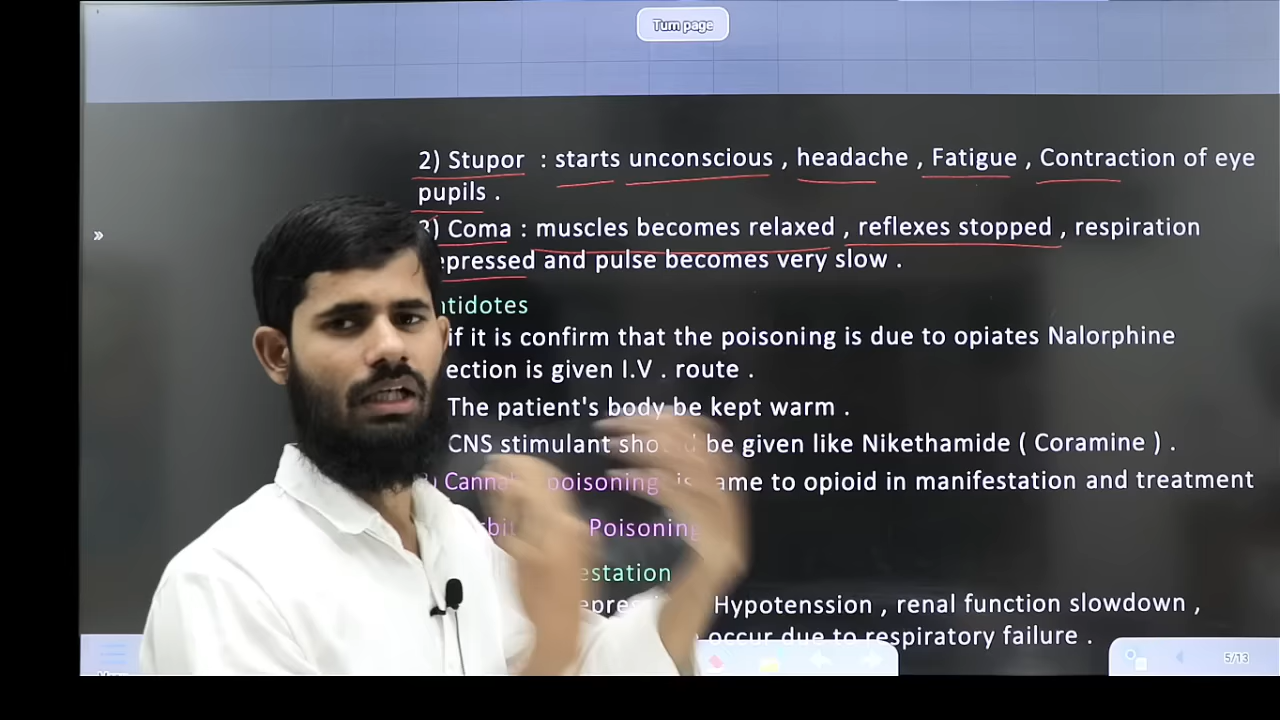 Turn page
2) Stupor : starts unconscious , headache , Fatigue , Contraction of eye
pupils .
3) Coma : muscles becomes relaxed , reflexes stopped , respiration
epressed and pulse becomes very slow .
ntidotes
if it is confirm that the poisoning is due to opiates Nalorphine
ection is given I.V . route .
The patient's body be kept warm .
CNS stimulant should be given like Nikethamide ( Coramine ) .
poisoning is ame to opioid in manifestation and treatment
Poisoning
estation
Hypotenssion , renal function slowdown ,
occur due to respiratory failure .
5/13